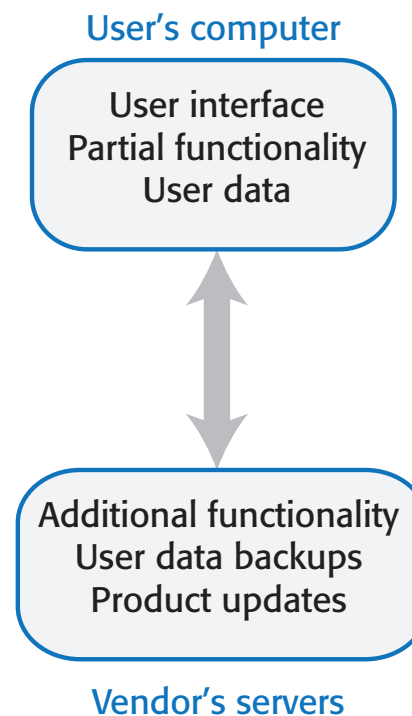 User’s computer
User interface
Partial functionality
User data
Additional functionality
User data backups
Product updates
Vendor’s servers